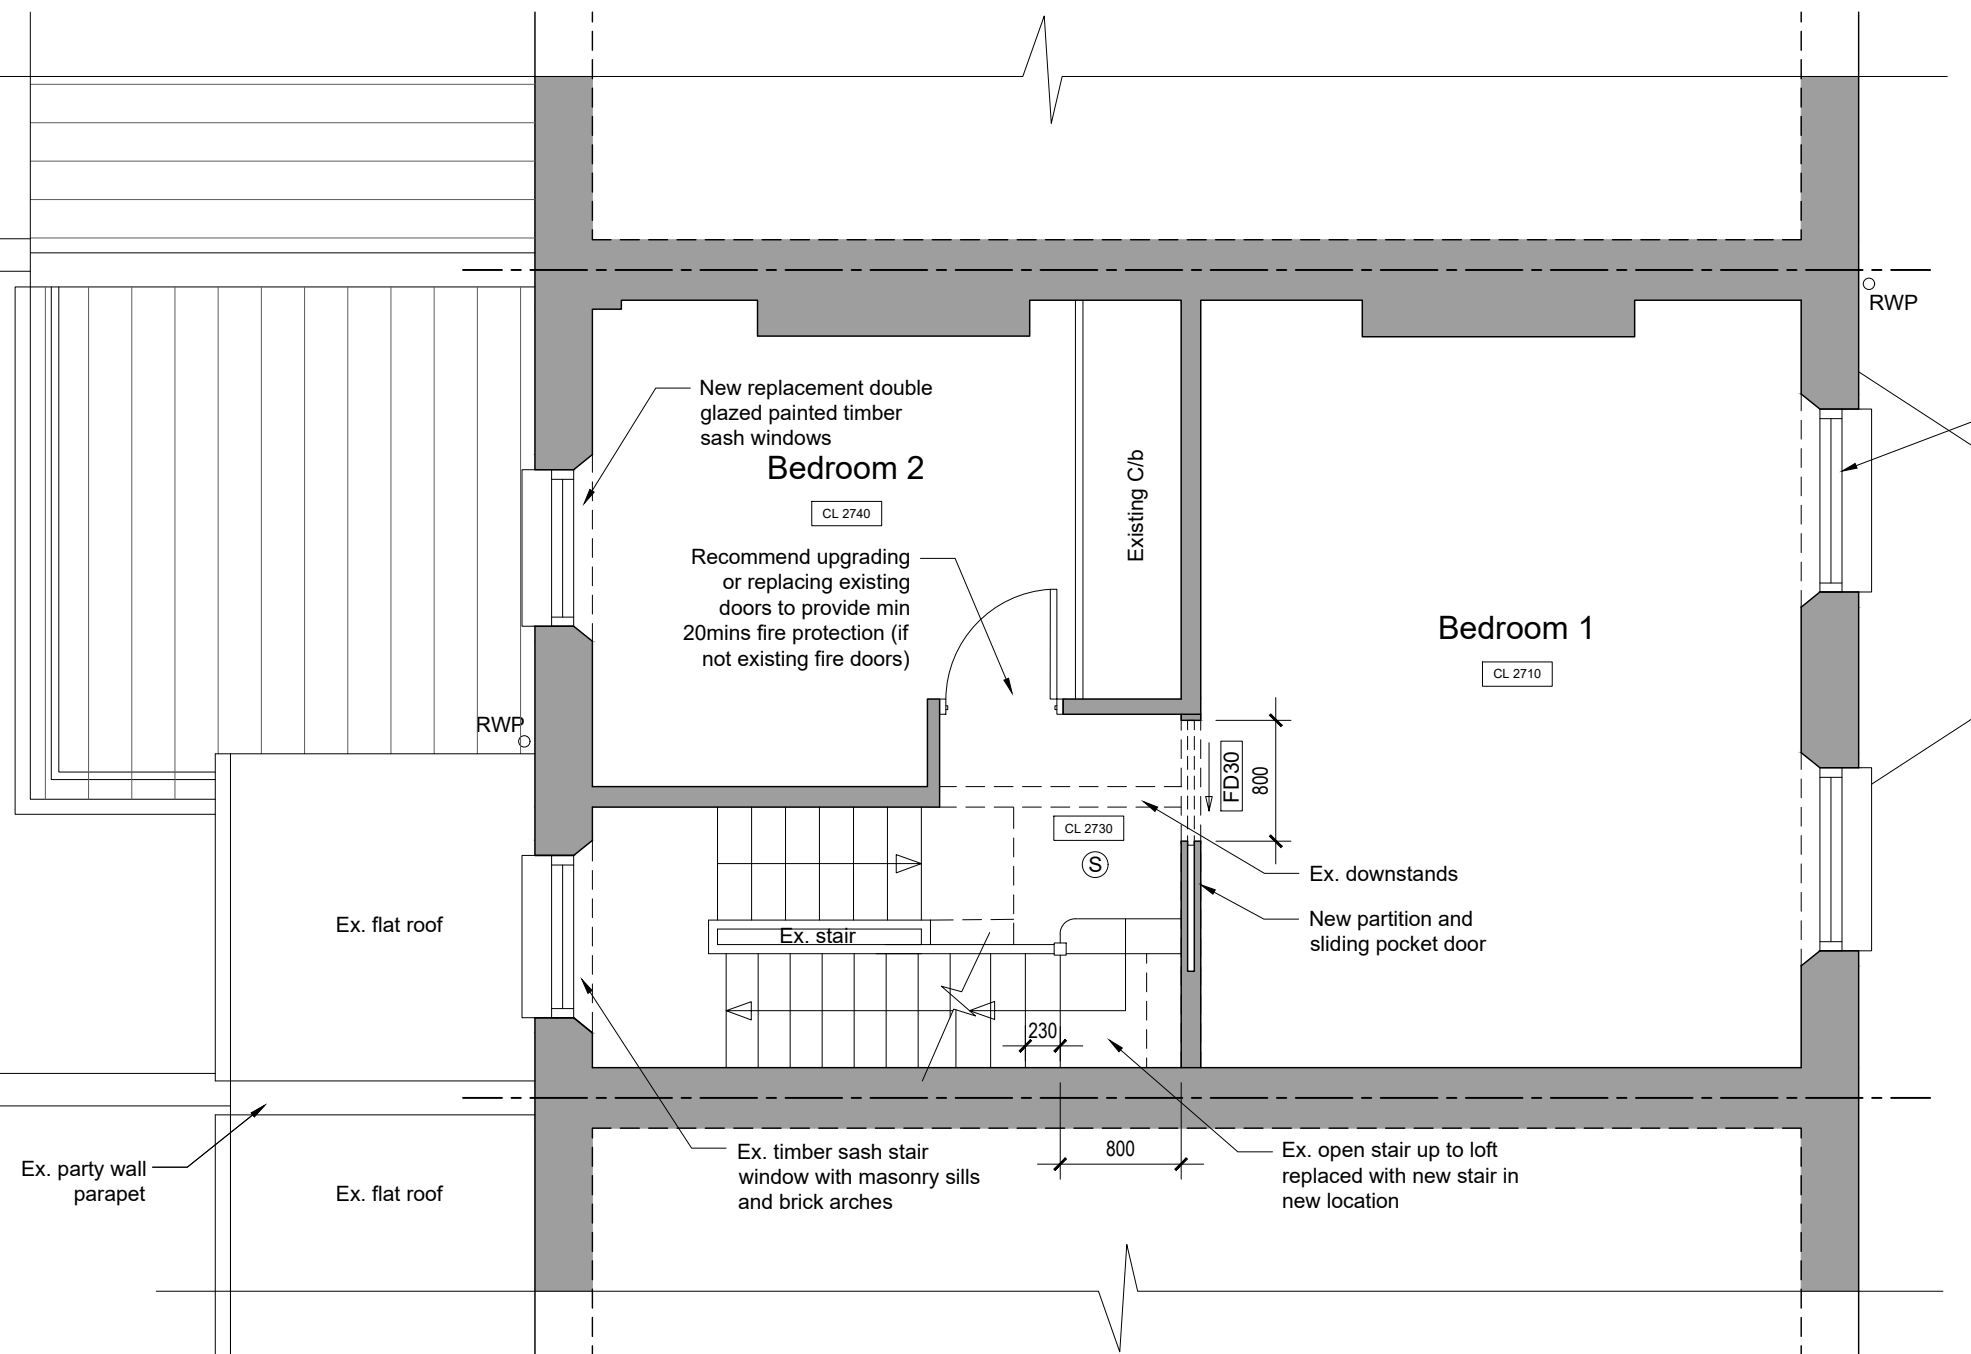 RWP
New replacement double
glazed painted timber
sash windows
Bedroom 2
CL 2740
Existing C/b
Recommend upgrading
or replacing existing
doors to provide min
20mins fire protection (if
not existing fire doors)
Bedroom 1
CL 2710
RWP
FD30
800
CL 2730
S
Ex. downstands
New partition and
sliding pocket door
Ex. flat roof
Ex. stair
230
800
Ex. timber sash stair
window with masonry sills
and brick arches
Ex. open stair up to loft
replaced with new stair in
new location
Ex. party wall
parapet
Ex. flat roof